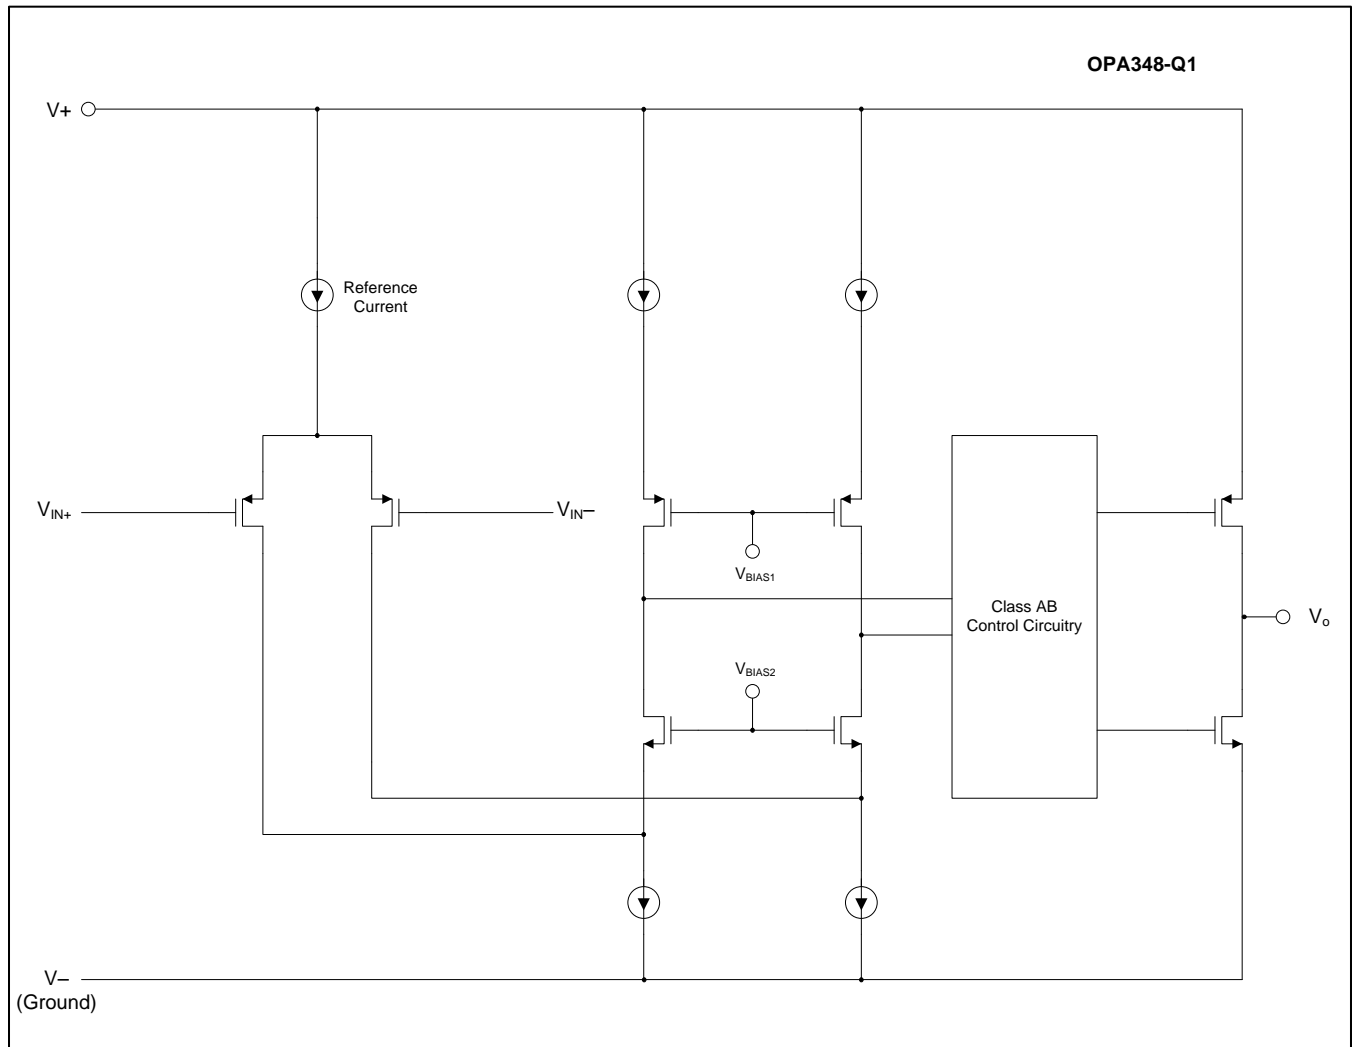 OPA348-Q1
V+
Reference
Current
VIN+
VIN–
VBIAS1
Class AB
Control Circuitry
Vo
VBIAS2
V–
(Ground)